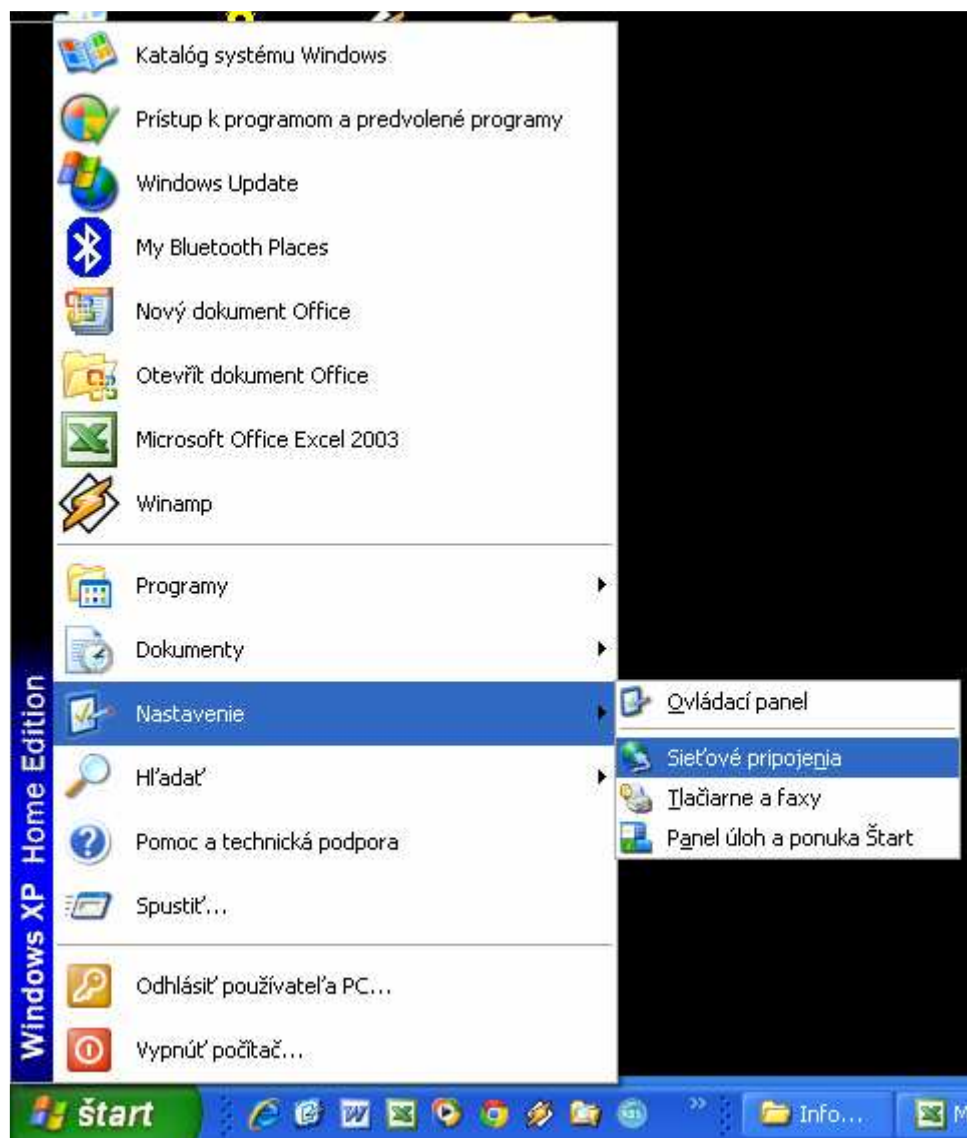 Katalóg systému Windows
Prístup k programom a predvolené programy
Windows Update
My Bluetooth Places
Nový dokument Office
Otevřít dokument Office
Microsoft Office Excel 2003
Winamp
Programy
Dokumenty
Nastavenie
Hľadať
Pomoc a technická podpora
Spustiť...
Odhlásiť používateľa PC...
Vypnúť počítač...
Windows XP Home Edition
Ovládací panel
Sieťové pripojenia
Tlačiarne a faxy
Panel úloh a ponuka Štart
štart
Info...
M